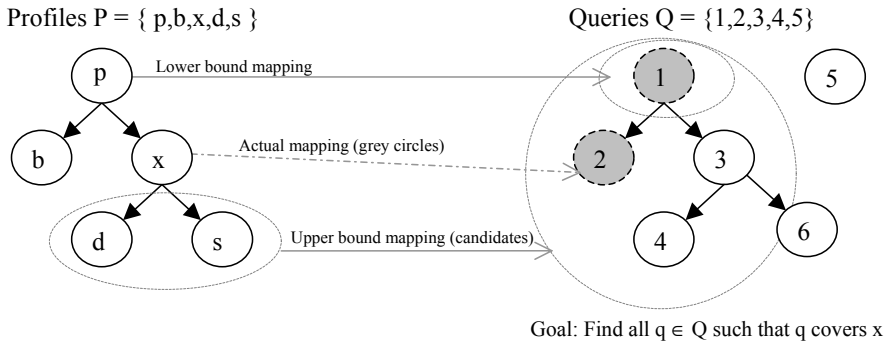 Profiles P = { p,b,x,d,s }
Queries Q = {1,2,3,4,5}
p
Lower bound mapping
1
5
b
x
Actual mapping (grey circles)
2
3
d
s
Upper bound mapping (candidates)
4
6
Goal: Find all q ∈ Q such that q covers x